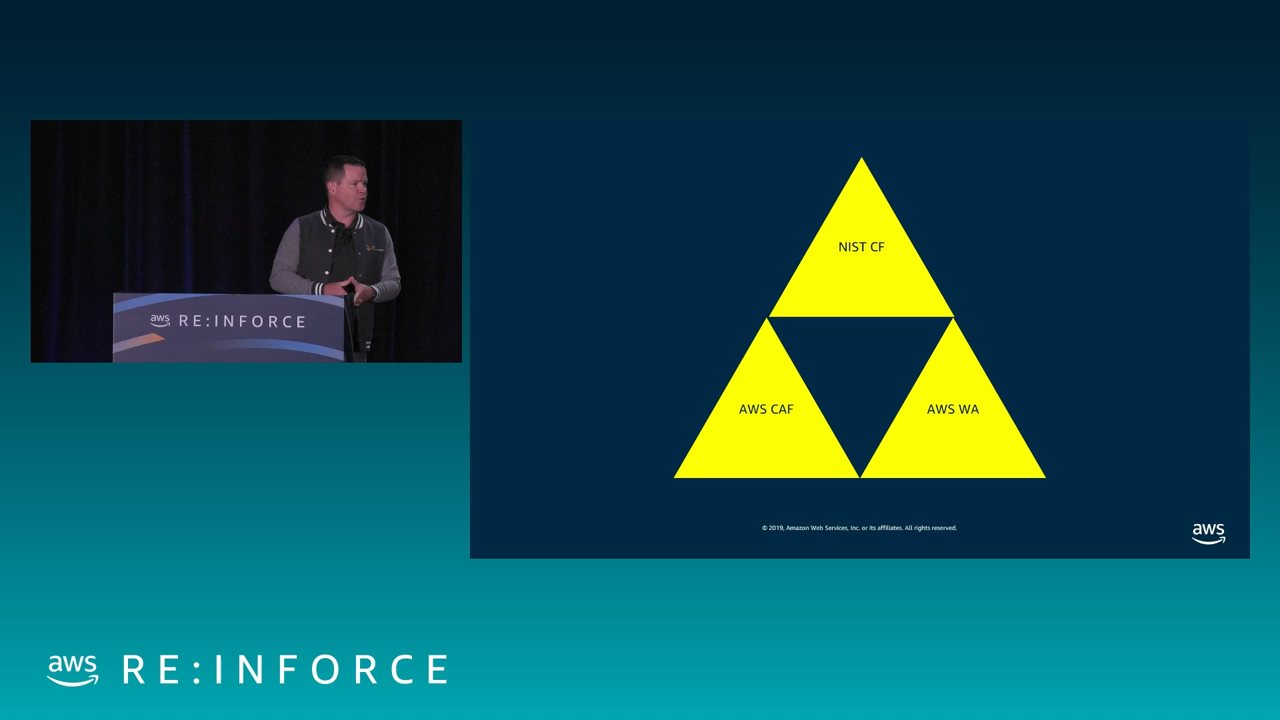 aws RE:INFORCE
NIST CF
AWS CAF
AWS WA
© 2019, Amazon Web Services, Inc. or its affiliates. All rights reserved.
aws
aws RE:INFORCE